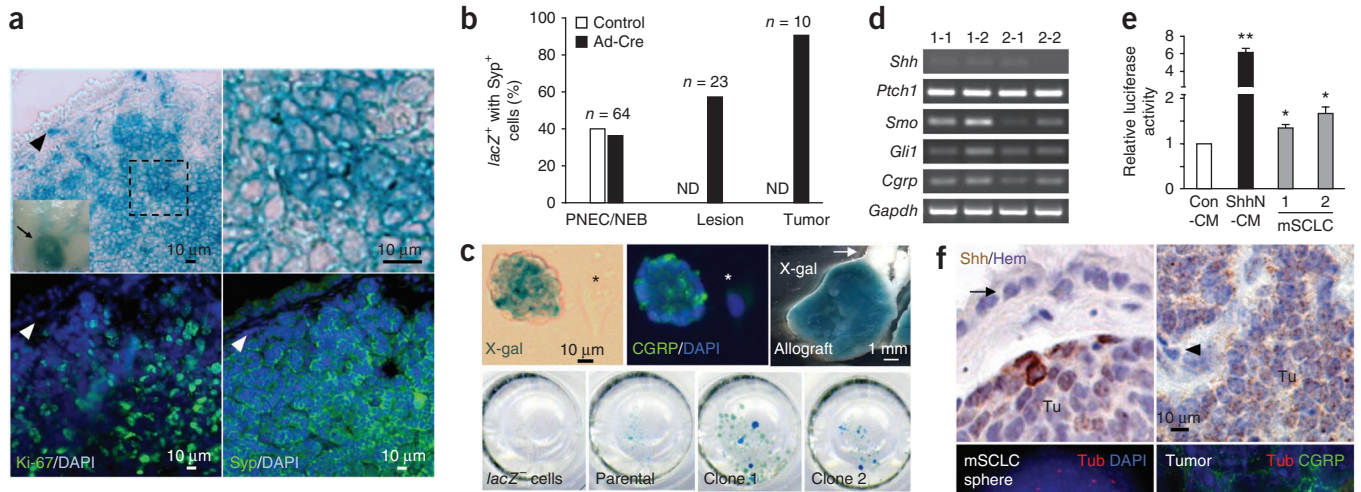 a
10 µm
10 µm
Ki-67/DAPI
10 µm
Syp/DAPI
10 µm
b
lacZ+ with Syp+
cells (%)
100
80
60
40
20
0
Control
Ad-Cre
n = 64
n = 23
n = 10
ND
ND
PNEC/NEB
Lesion
Tumor
c
*
X-gal
10 µm
*
CGRP/DAPI
X-gal
Allograft
1 mm
lacZ− cells
Parental
Clone 1
Clone 2
d
1-1 1-2 2-1 2-2
Shh
Ptch1
Smo
Gli1
Cgrp
Gapdh
e
Relative luciferase
activity
8
6
4
2
1
0
**
*
*
Con
-CM
ShhN
-CM
1
2
mSCLC
f
Shh/Hem
Tu
Tu
10 µm
mSCLC
sphere
Tub DAPI
Tumor
Tub CGRP